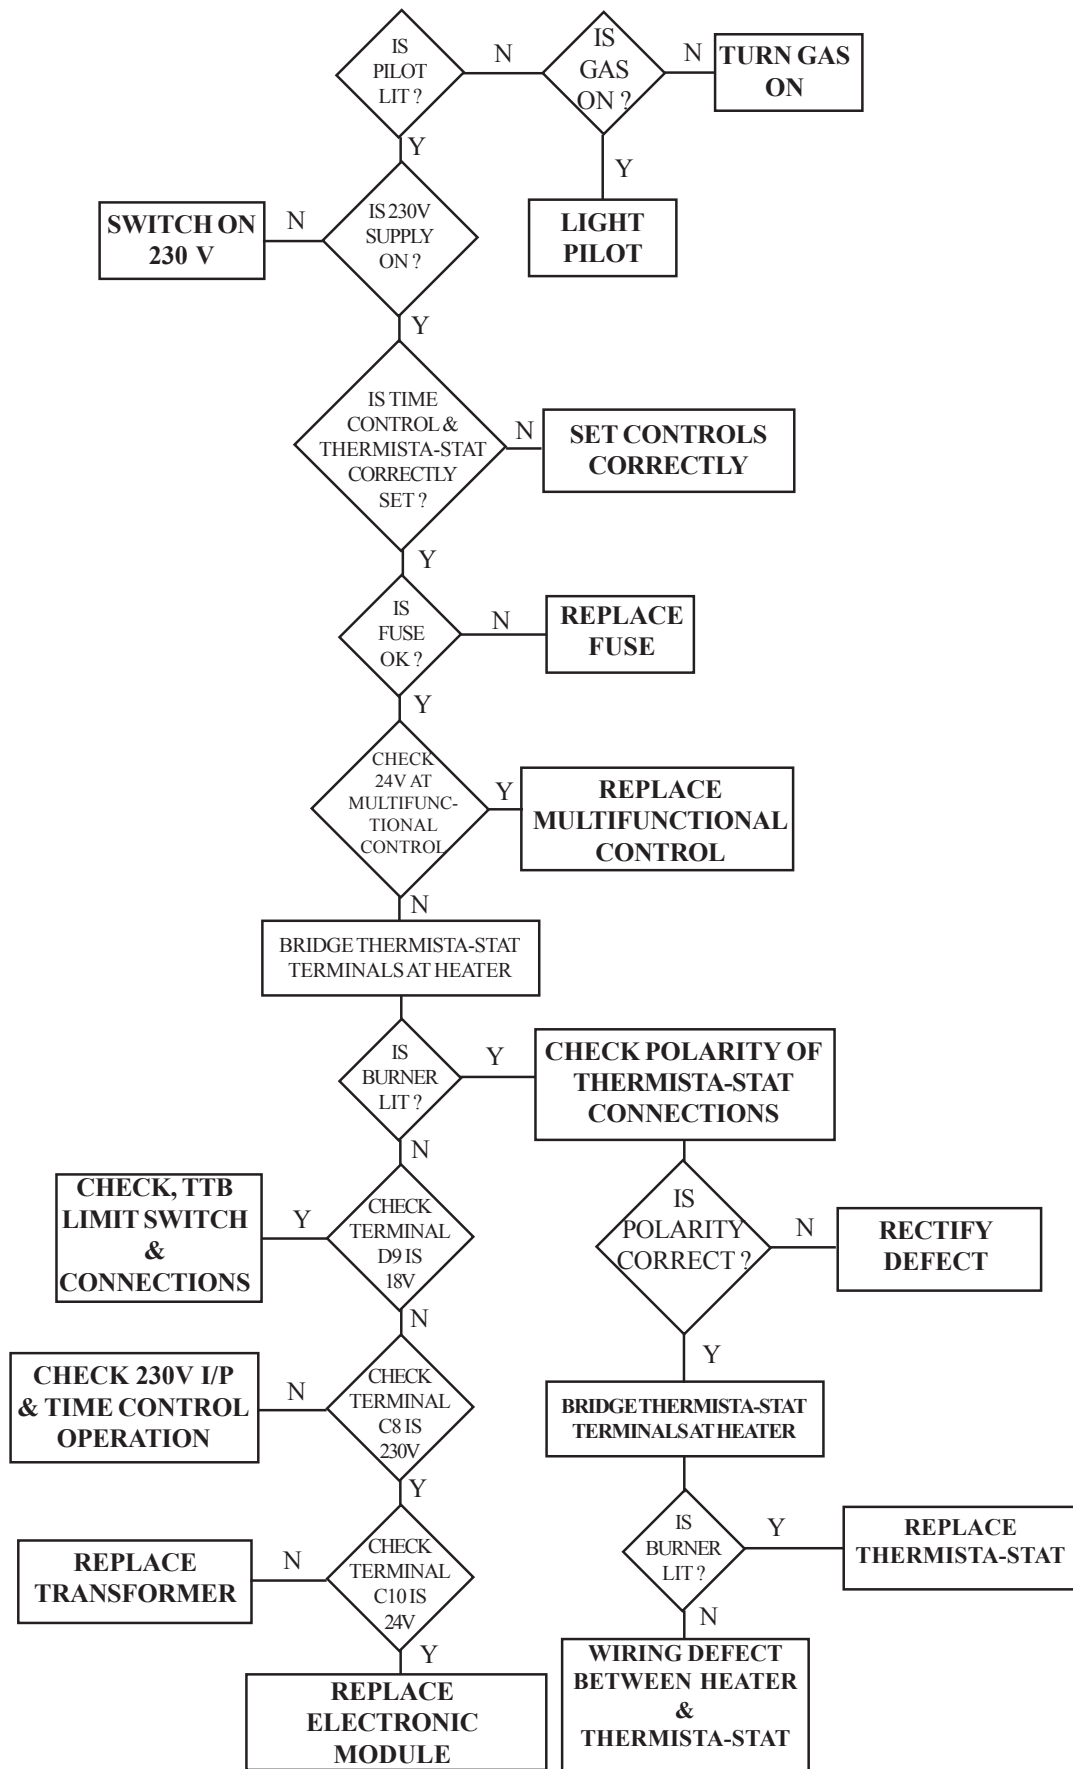 IS
PILOT
LIT ?
N
IS
GAS
ON ?
N
TURN GAS
ON
Y
Y
LIGHT
PILOT
IS 230V
SUPPLY
ON ?
N
SWITCH ON
230 V
Y
IS TIME
CONTROL &
THERMISTA-STAT
CORRECTLY
SET ?
N
SET CONTROLS
CORRECTLY
Y
IS
FUSE
OK ?
N
REPLACE
FUSE
Y
CHECK
24V AT
MULTIFUNC-
TIONAL
CONTROL
Y
REPLACE
MULTIFUNCTIONAL
CONTROL
N
BRIDGE THERMISTA-STAT
TERMINALS AT HEATER
IS
BURNER
LIT ?
Y
CHECK POLARITY OF
THERMISTA-STAT
CONNECTIONS
N
CHECK
TERMINAL
D9 IS
18V
Y
CHECK, TTB
LIMIT SWITCH
&
CONNECTIONS
IS
POLARITY
CORRECT ?
N
RECTIFY
DEFECT
N
CHECK
TERMINAL
C8 IS
230V
N
CHECK 230V I/P
& TIME CONTROL
OPERATION
Y
BRIDGE THERMISTA-STAT
TERMINALS AT HEATER
Y
CHECK
TERMINAL
C10 IS
24V
N
REPLACE
TRANSFORMER
IS
BURNER
LIT ?
Y
REPLACE
THERMISTA-STAT
Y
REPLACE
ELECTRONIC
MODULE
N
WIRING DEFECT
BETWEEN HEATER
&
THERMISTA-STAT